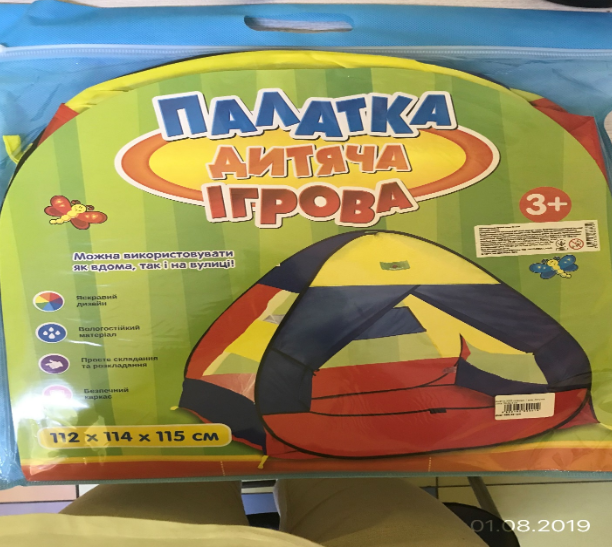 ПАЛАТКА
ДИТЯЧА
ІГРОВА
3+
Можна використовувати
як вдома, так і на вулиці!
Яскравий
дизайн
Вологостійкий
матеріал
Просте складання
та розкладання
Безпечний
каркас
112 x 114 x 115 см
01.08.2019